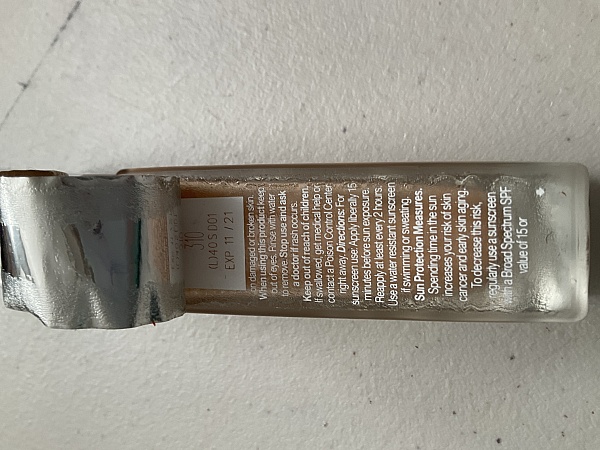 310
(L)40SD01
EXP 11/21
on damaged or broken skin.
When using this product keep
out of eyes. Rinse with water
to remove. Stop use and ask
a doctor if rash occurs.
Keep out of reach of children.
If swallowed, get medical help or
contact a Poison Control Center
right away. Directions: For
sunscreen use: Apply liberally 15
minutes before sun exposure.
Reapply at least every 2 hours.
Use a water resistant sunscreen
if swimming or sweating.
Sun Protection Measures.
Spending time in the sun
increases your risk of skin
cancer and early skin aging.
To decrease this risk,
regularly use a sunscreen
with a Broad Spectrum SPF
value of 15 or